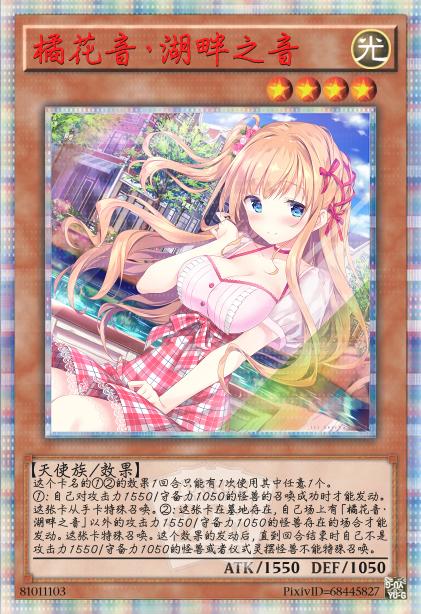 橘花音·湖畔之音
光
【天使族/效果】
这个卡名的①②的效果1回合只能有1次使用其中任意1个。
①：自己对攻击力1550/守备力1050的怪兽的召唤成功时才能发动。
这张卡从手卡特殊召唤。②：这张卡在墓地存在，自己场上有「橘花音·
湖畔之音」以外的攻击力1550/守备力1050的怪兽存在的场合才能
发动。这张卡特殊召唤。这个效果的发动后，直到回合结束时自己不是
攻击力1550/守备力1050的怪兽或者仪式灵摆怪兽不能特殊召唤。
ATK/1550 DEF/1050
81011103
PixivID=68445827